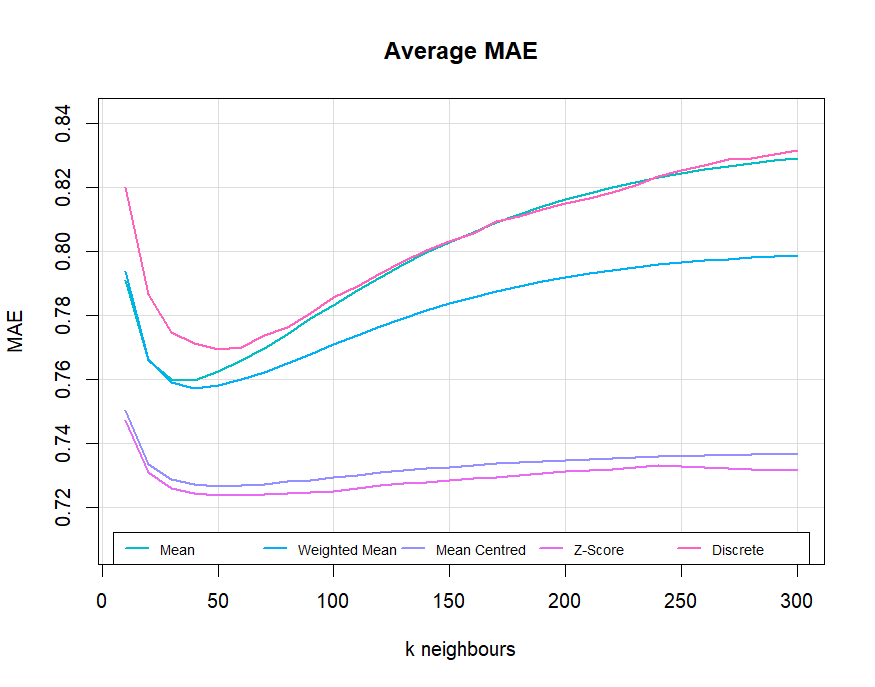 Average MAE
MAE
0.84
0.82
0.80
0.78
0.76
0.74
0.72
Mean Weighted Mean Mean Centred Z-Score Discrete
0 50 100 150 200 250 300
k neighbours